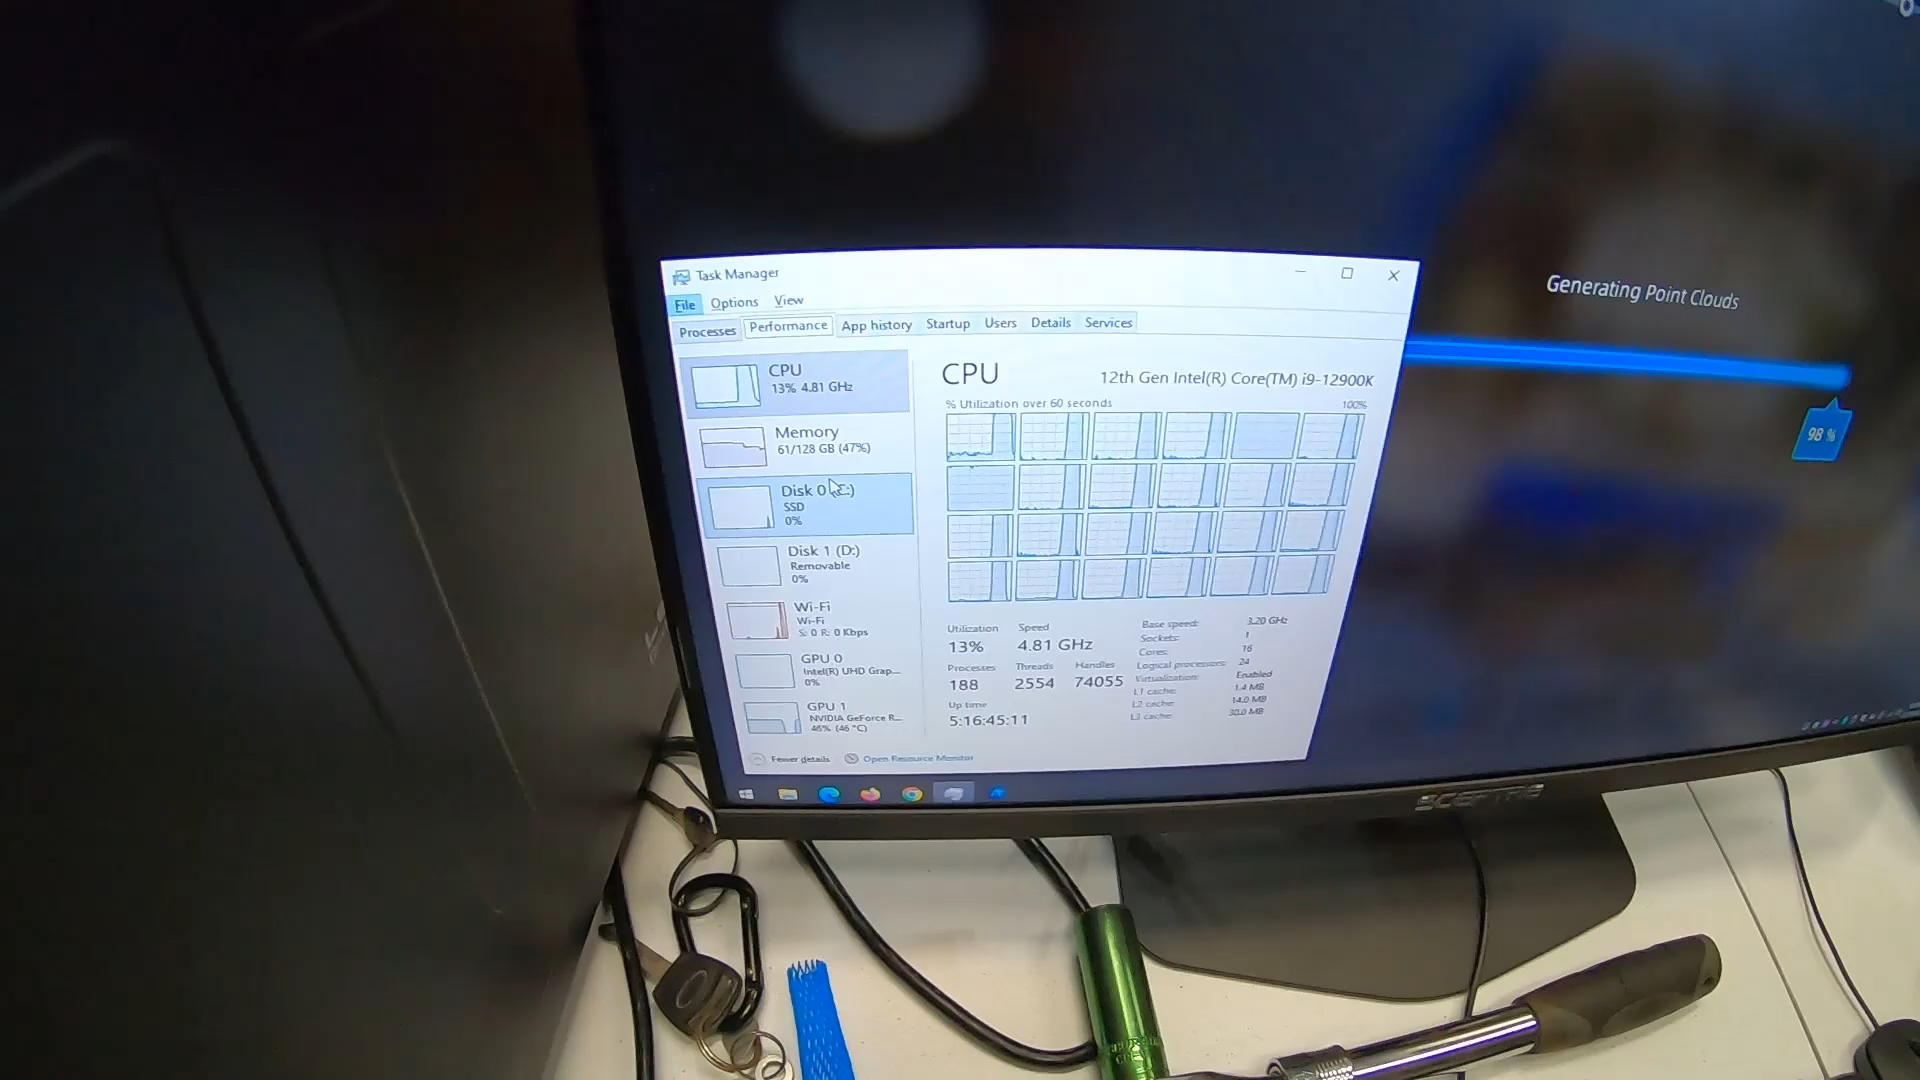 Task Manager
File Options View
Processes Performance App history Startup Users Details Services
CPU
13% 4.81 GHz
Memory
61/128 GB (47%)
SSD
0%
Disk 1 (D:)
Removable
0%
Wi-Fi
Wi-Fi
S: 0 R: 0 Kbps
GPU 0
Intel(R) UHD Grap...
0%
GPU 1
NVIDIA GeForce R...
46% (46 °C)
Fewer details Open Resource Monitor
CPU 12th Gen Intel(R) Core(TM) i9-12900K
% Utilization over 60 seconds 100%
Utilization Speed
13% 4.81 GHz
Processes Threads Handles
188 2554 74055
Up time
5:16:45:11
Base speed: 3.20 GHz
Sockets: 1
Cores: 16
Logical processors: 24
Virtualization: Enabled
L1 cache: 1.4 MB
L2 cache: 14.0 MB
L3 cache: 30.0 MB
Generating Point Clouds
98 %
SCEPTRE